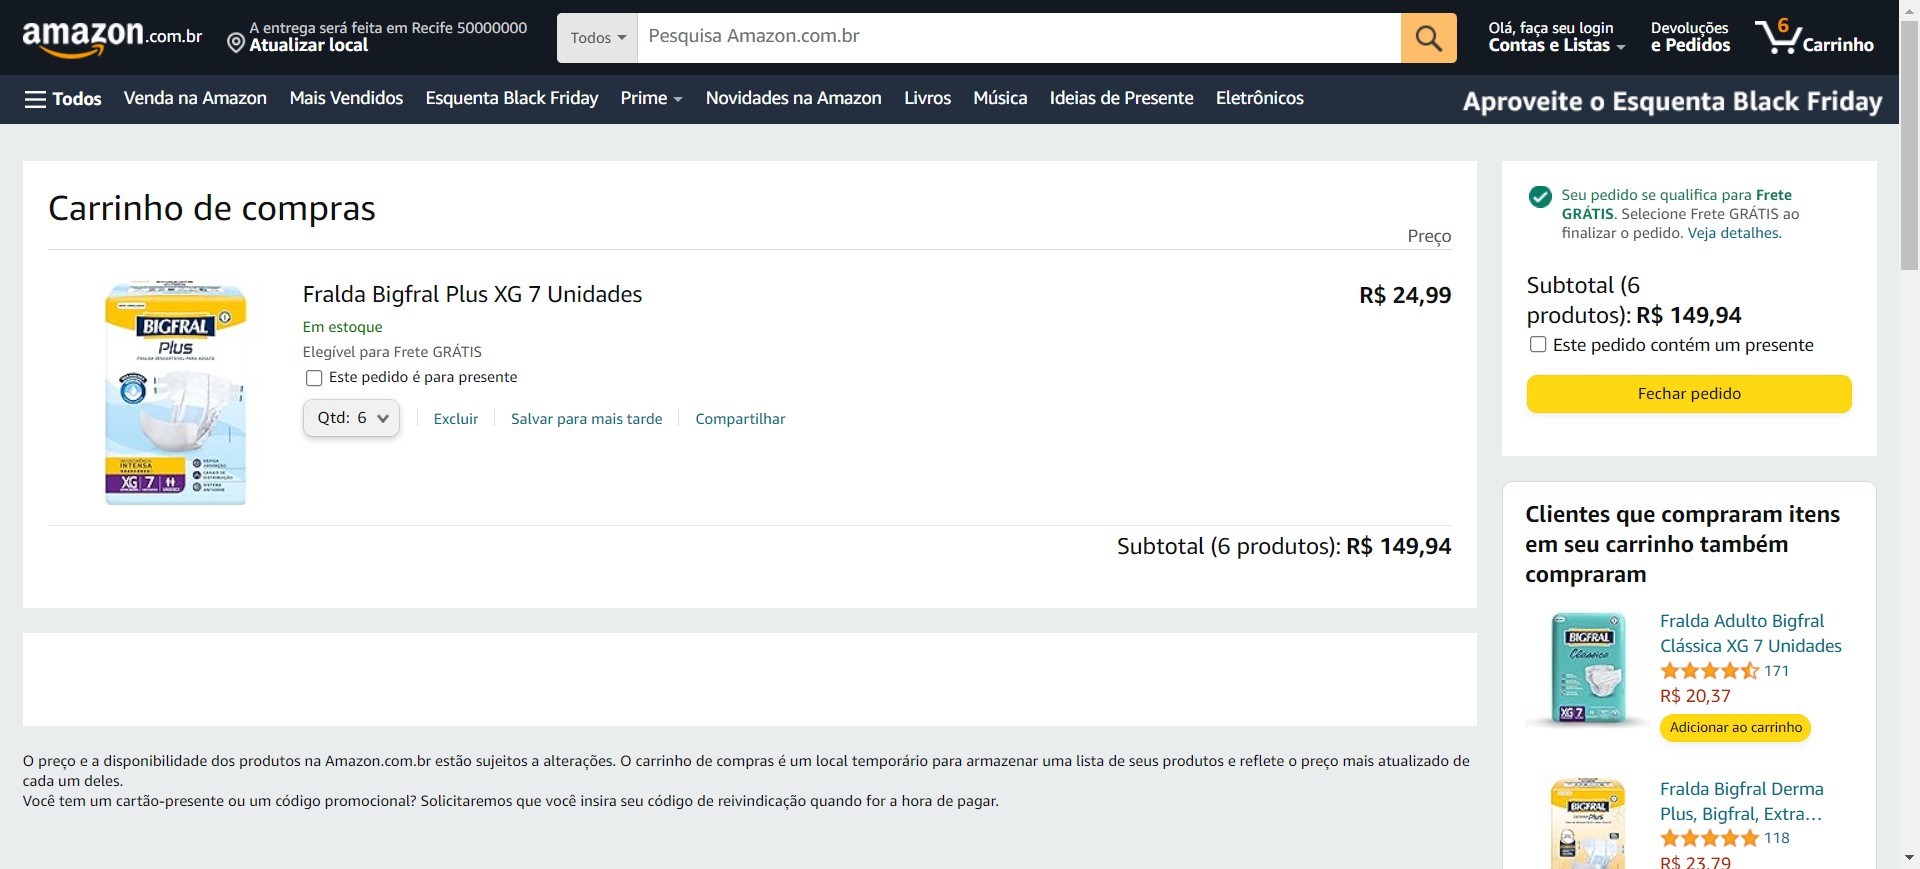 amazon.com.br
A entrega será feita em Recife 50000000
Atualizar local
Todos
Pesquisa Amazon.com.br
Olá, faça seu login
Contas e Listas
Devoluções
e Pedidos
6
Carrinho
Todos
Venda na Amazon
Mais Vendidos
Esquenta Black Friday
Prime
Novidades na Amazon
Livros
Música
Ideias de Presente
Eletrônicos
Aproveite o Esquenta Black Friday
Carrinho de compras
Preço
BIGFRAL
Plus
INTENSA
XG 7
Fralda Bigfral Plus XG 7 Unidades
R$ 24,99
Em estoque
Elegível para Frete GRÁTIS
Este pedido é para presente
Qtd: 6
Excluir
Salvar para mais tarde
Compartilhar
Subtotal (6 produtos): R$ 149,94
O preço e a disponibilidade dos produtos na Amazon.com.br estão sujeitos a alterações. O carrinho de compras é um local temporário para armazenar uma lista de seus produtos e reflete o preço mais atualizado de
cada um deles.
Você tem um cartão-presente ou um código promocional? Solicitaremos que você insira seu código de reivindicação quando for a hora de pagar.
Seu pedido se qualifica para Frete
GRÁTIS. Selecione Frete GRÁTIS ao
finalizar o pedido. Veja detalhes.
Subtotal (6
produtos): R$ 149,94
Este pedido contém um presente
Fechar pedido
Clientes que compraram itens
em seu carrinho também
compraram
BIGFRAL
Clássica
XG 7
Fralda Adulto Bigfral
Clássica XG 7 Unidades
171
R$ 20,37
Adicionar ao carrinho
BIGFRAL
Plus
Fralda Bigfral Derma
Plus, Bigfral, Extra...
118
R$ 23,79